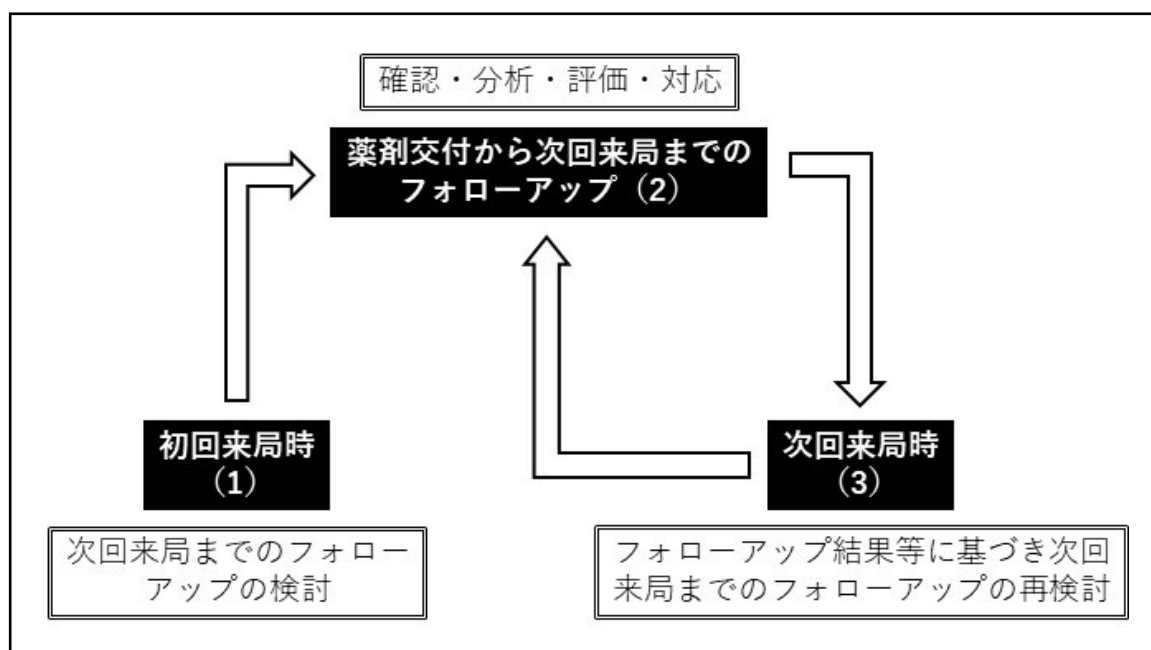 確認・分析・評価・対応
薬剤交付から次回来局までの
フォローアップ（2）
初回来局時
（1）
次回来局までのフォロー
アップの検討
次回来局時
（3）
フォローアップ結果等に基づき次回
来局までのフォローアップの再検討